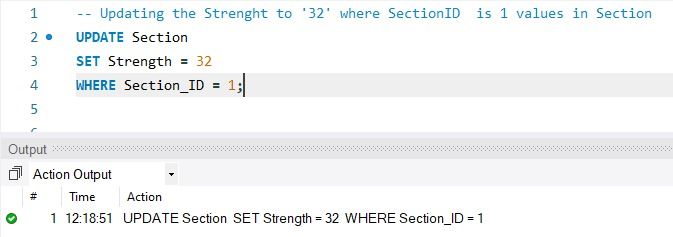 1 -- Updating the Strenght to '32' where SectionID  is 1 values in Section
2 UPDATE Section
3 SET Strength = 32
4 WHERE Section_ID = 1;
5
6
Output
Action Output
# Time Action
1 12:18:51 UPDATE Section SET Strength = 32 WHERE Section_ID = 1